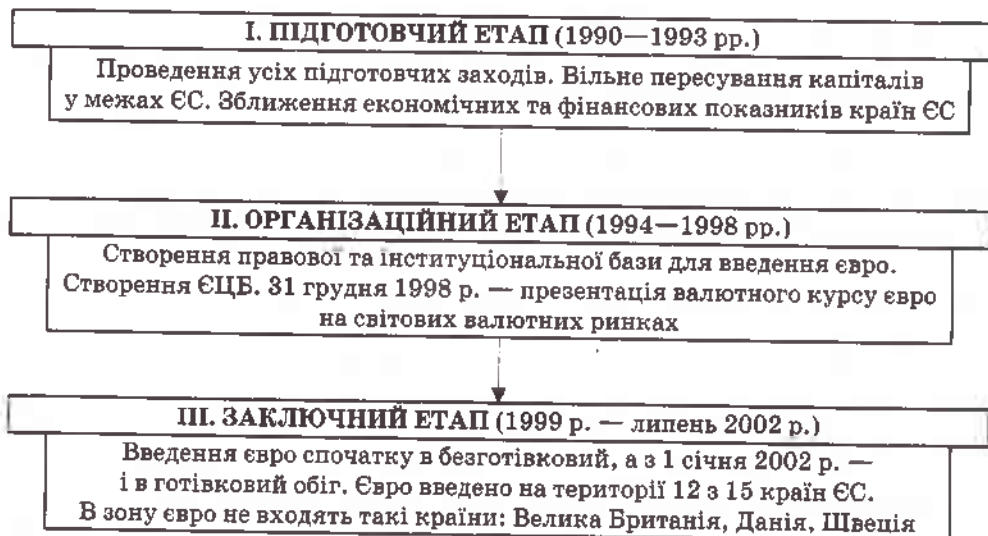 І. ПІДГОТОВЧИЙ ЕТАП (1990—1993 рр.)
Проведення усіх підготовчих заходів. Вільне пересування капіталів
у межах ЄС. Зближення економічних та фінансових показників країн ЄС
ІІ. ОРГАНІЗАЦІЙНИЙ ЕТАП (1994—1998 рр.)
Створення правової та інституціональної бази для введення євро.
Створення ЄЦБ. 31 грудня 1998 р. — презентація валютного курсу євро
на світових валютних ринках
ІІІ. ЗАКЛЮЧНИЙ ЕТАП (1999 р. — липень 2002 р.)
Введення євро спочатку в безготівковий, а з 1 січня 2002 р. —
і в готівковий обіг. Євро введено на території 12 з 15 країн ЄС.
В зону євро не входять такі країни: Велика Британія, Данія, Швеція